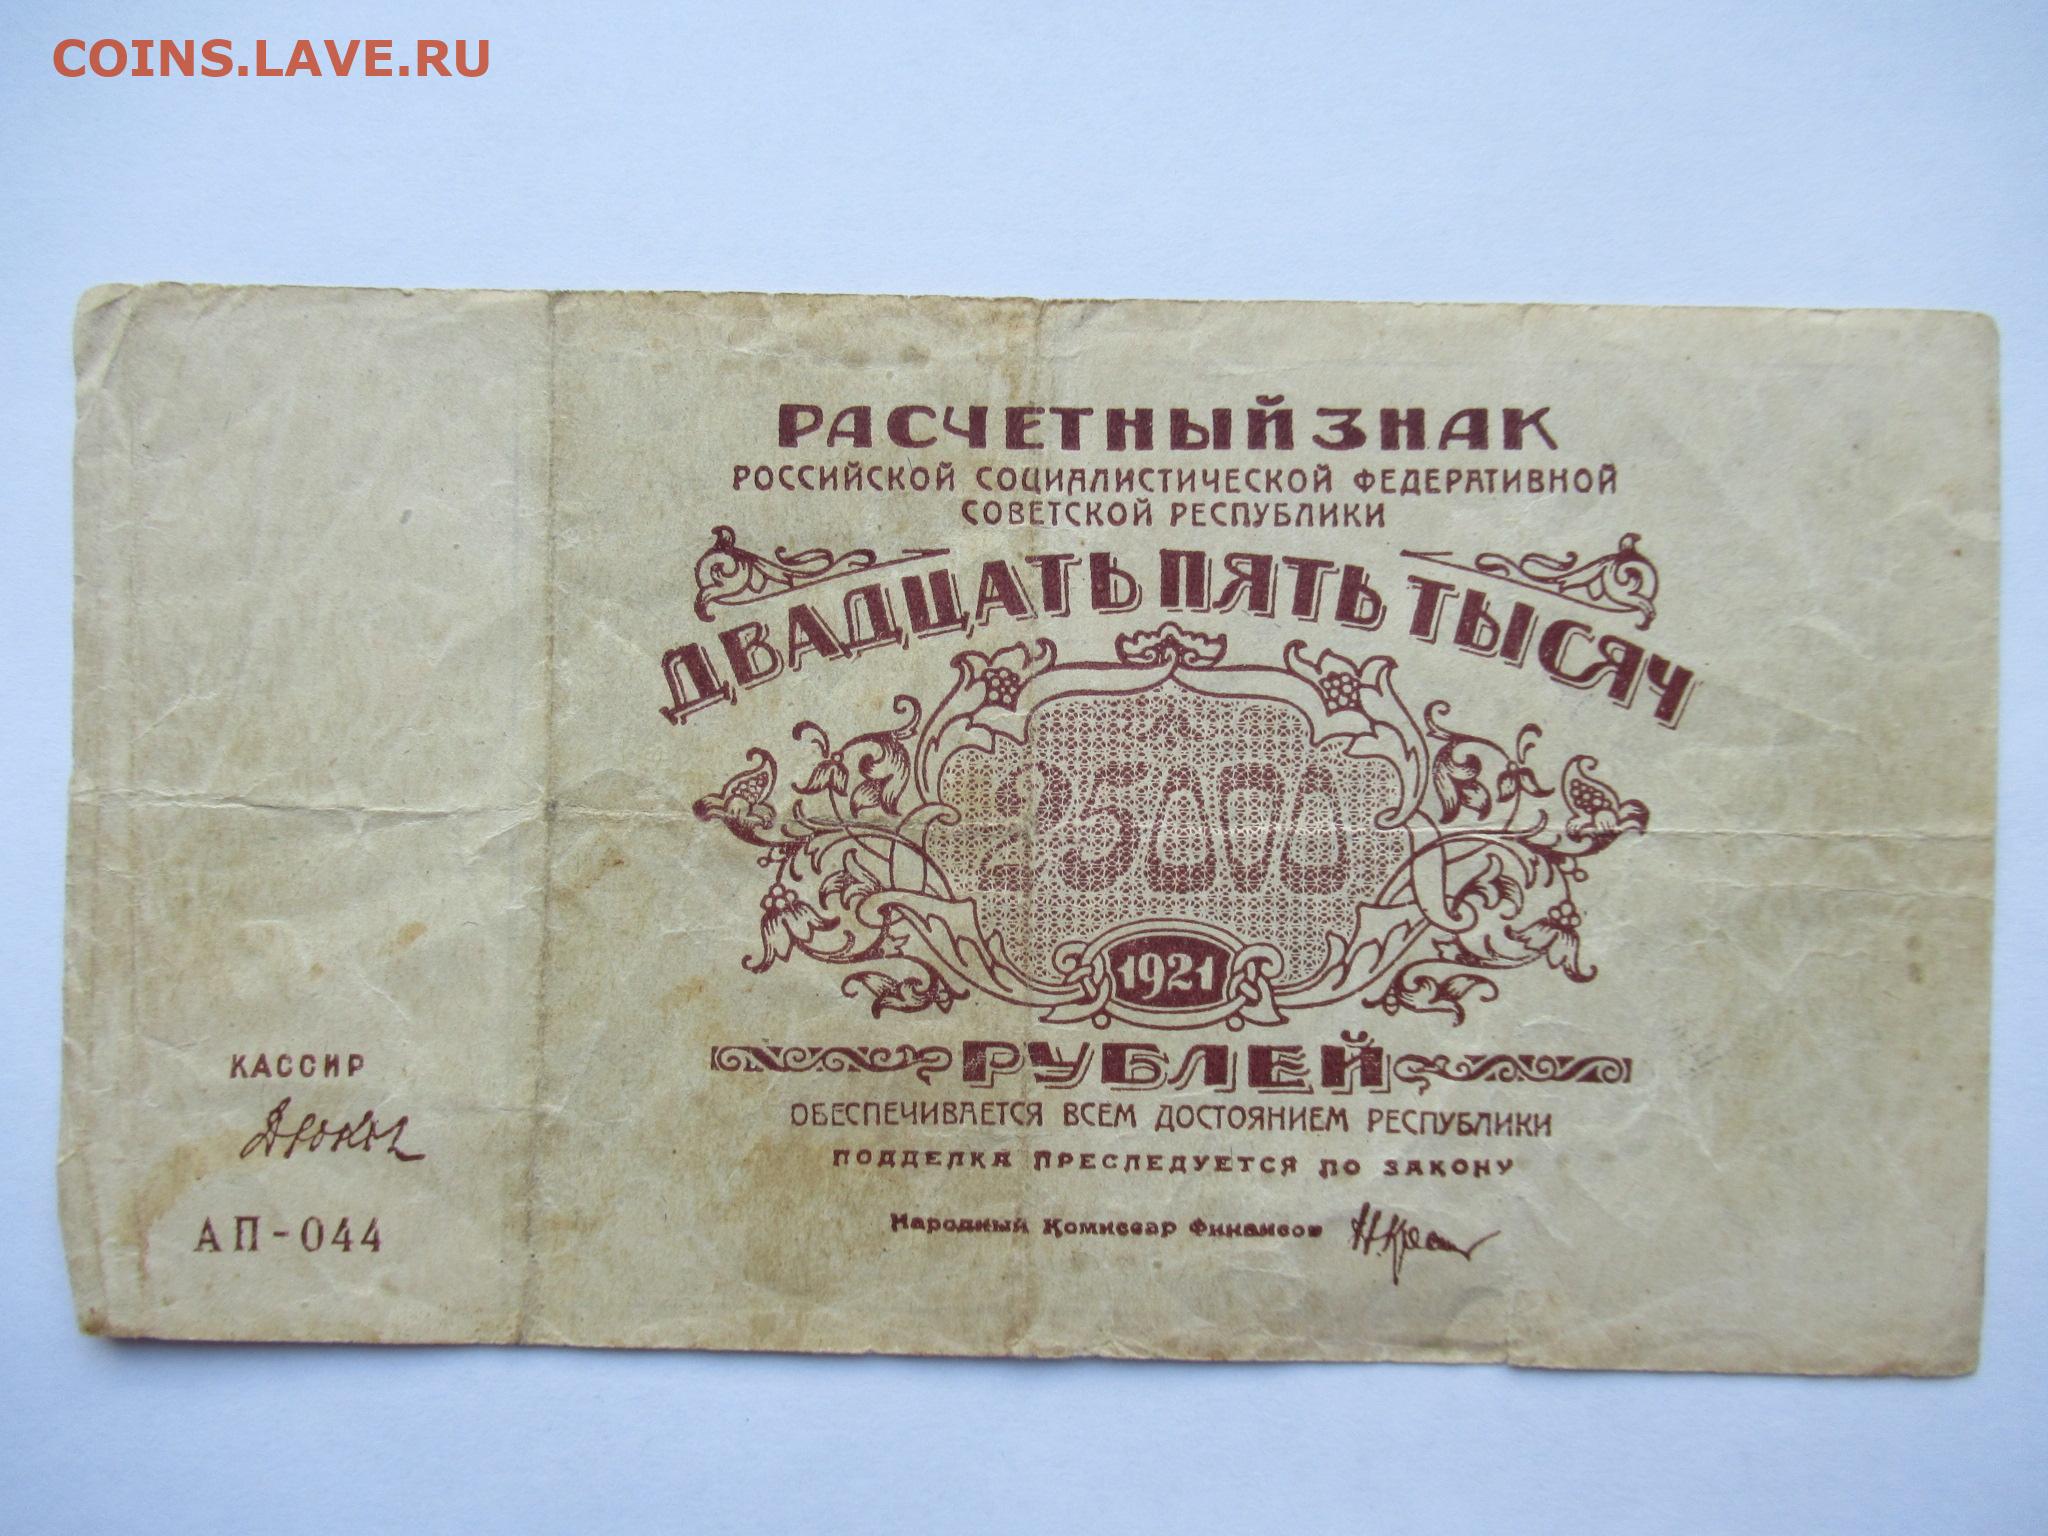 COINS.LAVE.RU
РАСЧЕТНЫЙ ЗНАК
РОССИЙСКОЙ СОЦИАЛИСТИЧЕСКОЙ ФЕДЕРАТИВНОЙ
СОВЕТСКОЙ РЕСПУБЛИКИ
ДВАДЦАТЬ ПЯТЬ ТЫСЯЧ
25000
1921
РУБЛЕЙ
ОБЕСПЕЧИВАЕТСЯ ВСЕМ ДОСТОЯНИЕМ РЕСПУБЛИКИ
ПОДДЕЛКА ПРЕСЛЕДУЕТСЯ ПО ЗАКОНУ
Народный Комиссар Финансов
КАССИР
АП-044